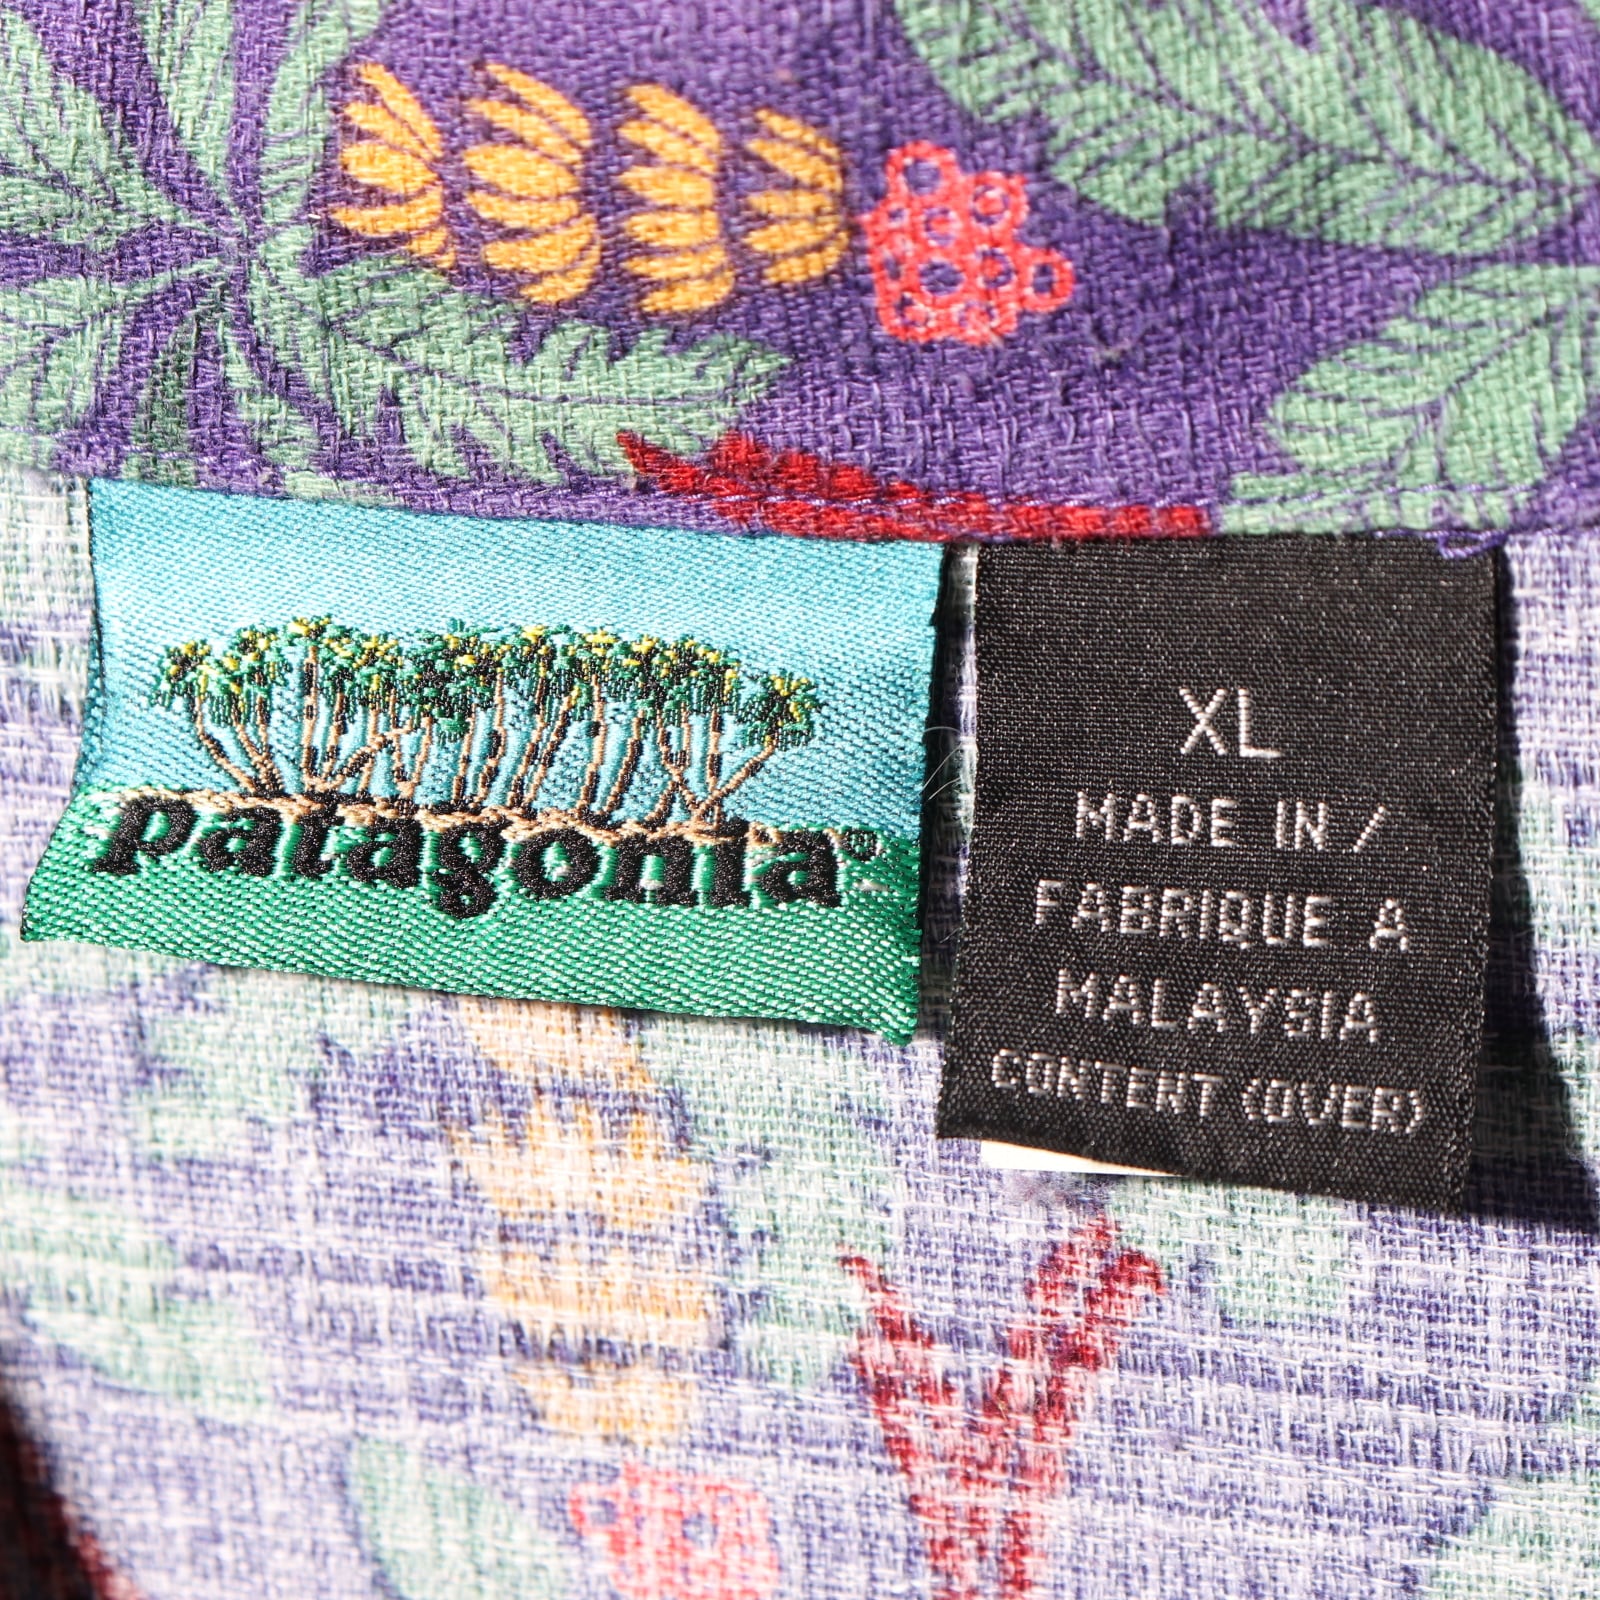 patagonia®
XL
MADE IN /
FABRIQUE A
MALAYSIA
CONTENT (OVER)